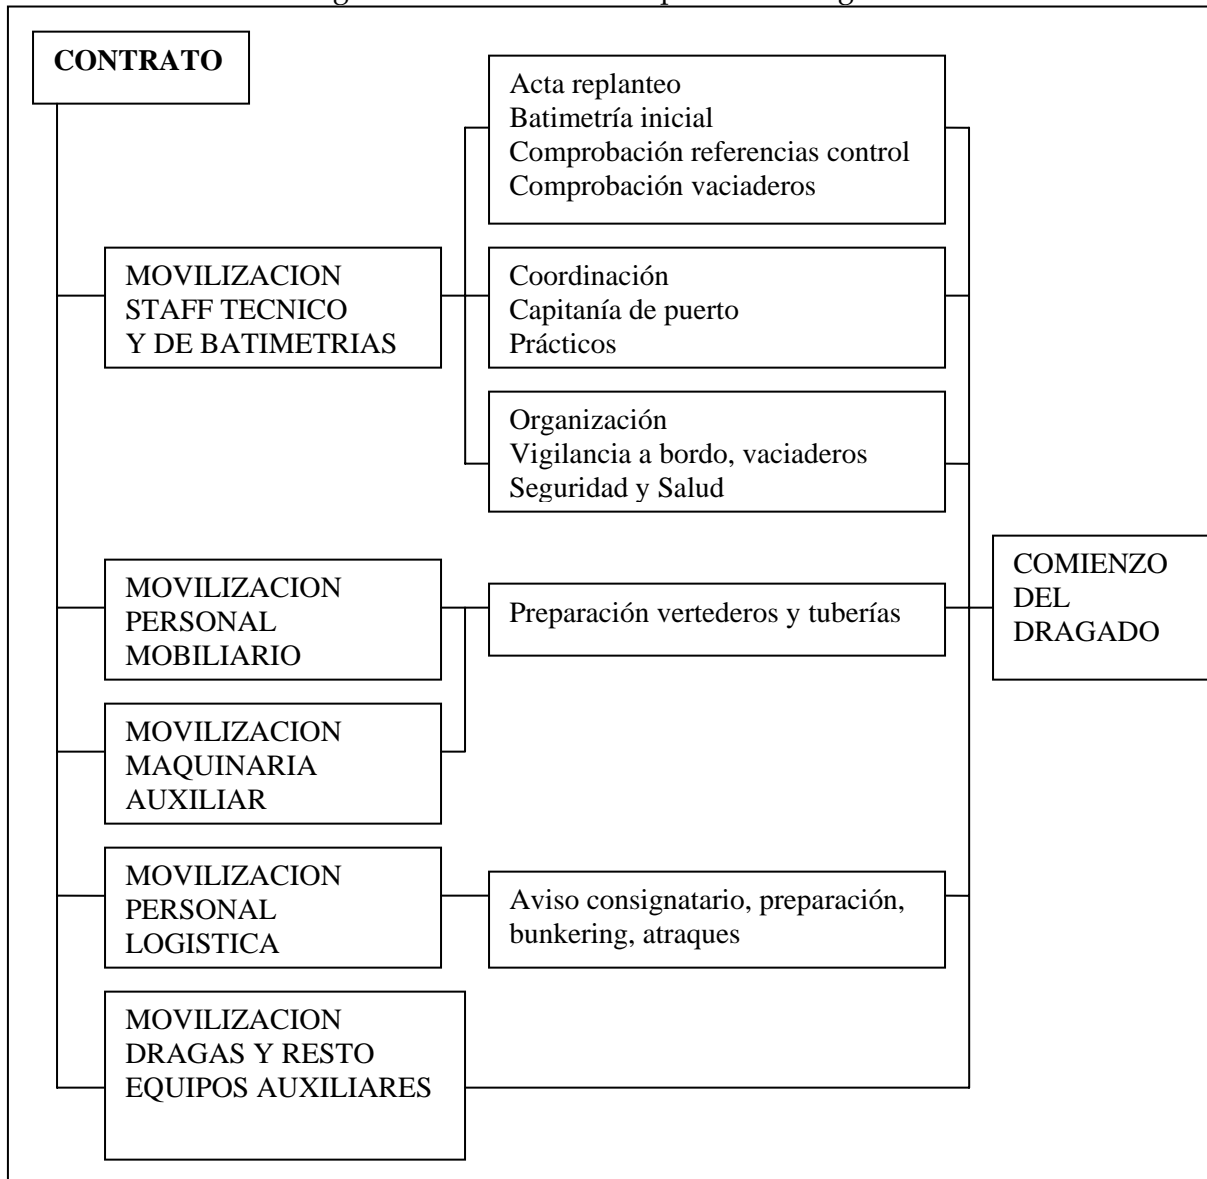 CONTRATO
Acta replanteo
Batimetría inicial
Comprobación referencias control
Comprobación vaciaderos
MOVILIZACION
STAFF TECNICO
Y DE BATIMETRIAS
Coordinación
Capitanía de puerto
Prácticos
Organización
Vigilancia a bordo, vaciaderos
Seguridad y Salud
MOVILIZACION
PERSONAL
MOBILIARIO
Preparación vertederos y tuberías
COMIENZO
DEL
DRAGADO
MOVILIZACION
MAQUINARIA
AUXILIAR
MOVILIZACION
PERSONAL
LOGISTICA
Aviso consignatario, preparación,
bunkering, atraques
MOVILIZACION
DRAGAS Y RESTO
EQUIPOS AUXILIARES